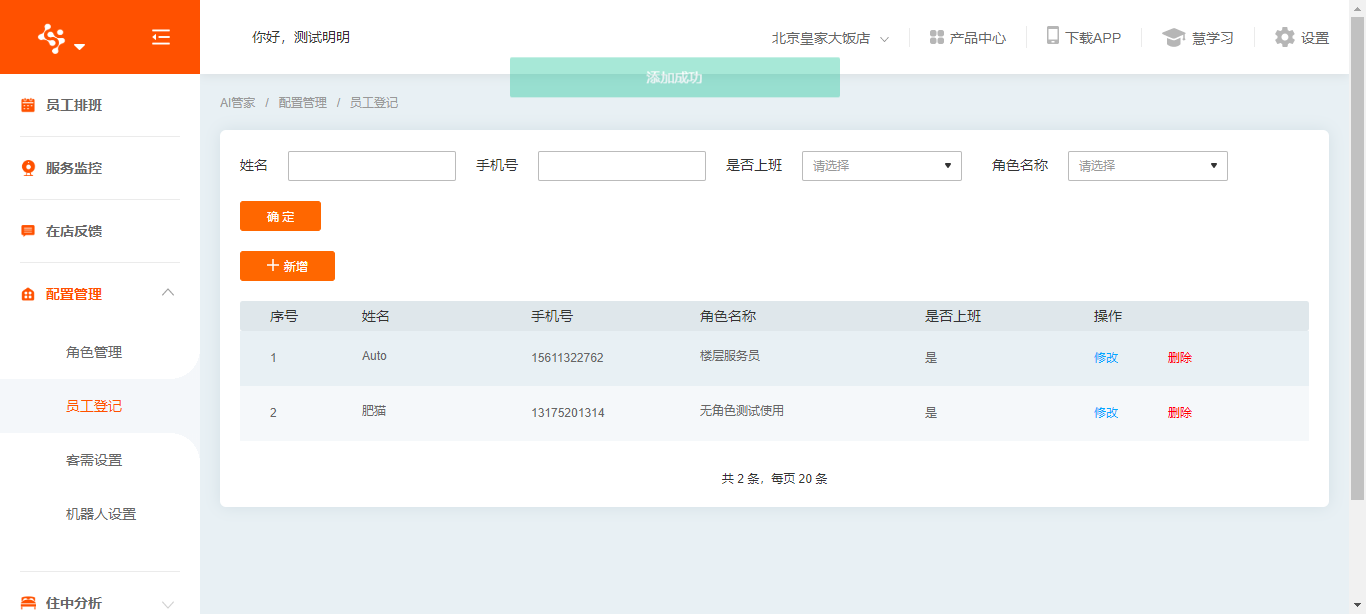 你好，测试明明
北京皇家大饭店
产品中心
下载APP
慧学习
设置
添加成功
员工排班
服务监控
在店反馈
配置管理
角色管理
员工登记
客需设置
机器人设置
住中分析
AI管家 / 配置管理 / 员工登记
姓名 手机号 是否上班 请选择 角色名称 请选择
确 定
新增
序号 姓名 手机号 角色名称 是否上班 操作
1 Auto 15611322762 楼层服务员 是 修改 删除
2 肥猫 13175201314 无角色测试使用 是 修改 删除
共 2 条，每页 20 条